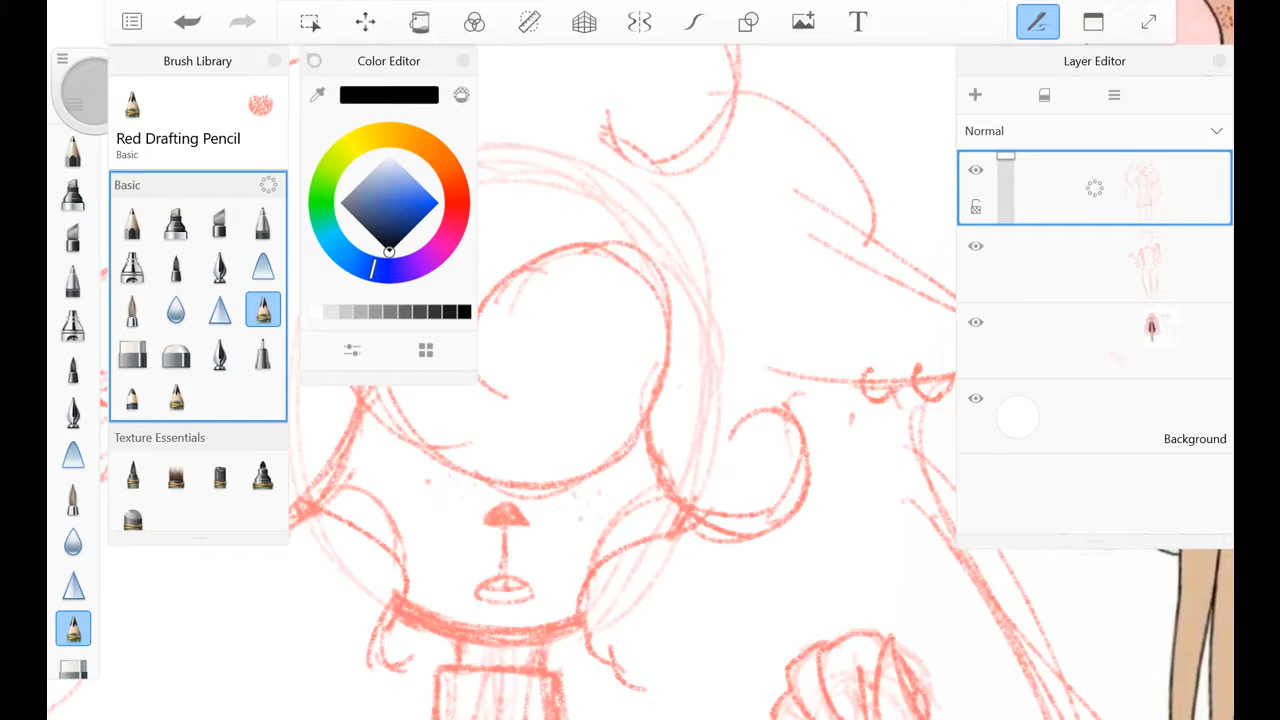 T
Brush Library
Color Editor
Layer Editor
Red Drafting Pencil
Basic
Normal
Basic
Texture Essentials
Background